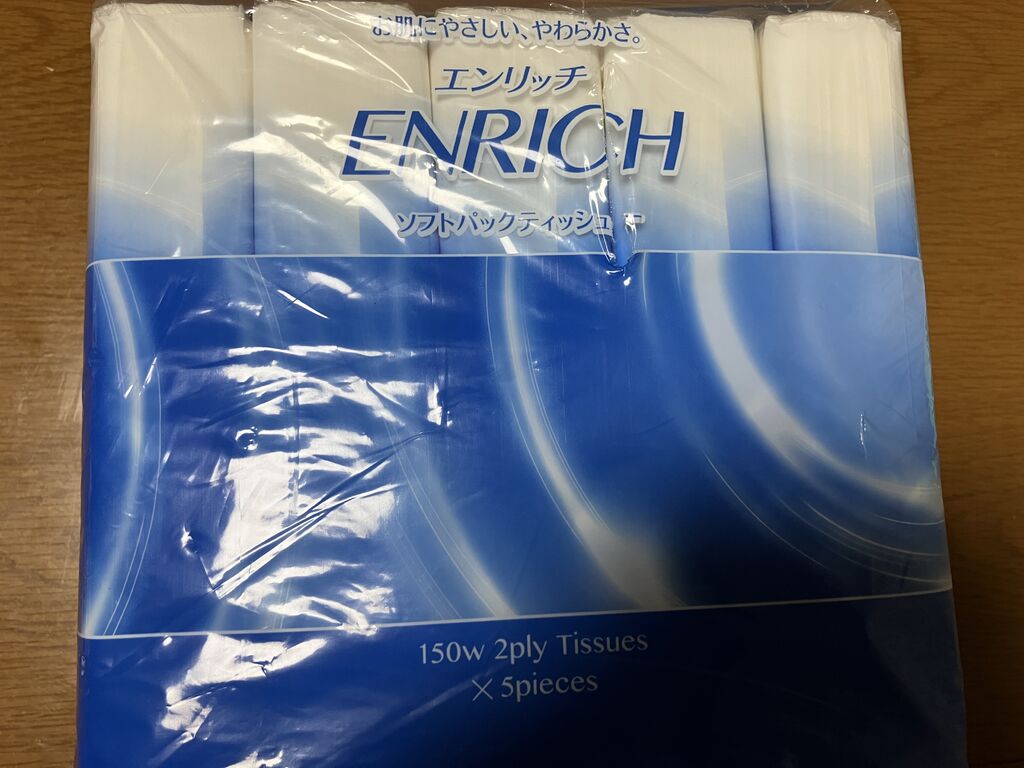 お肌にやさしい、やわらかさ。
エンリッチ
ENRICH
ソフトパックティッシュー
150w 2ply Tissues
×5pieces